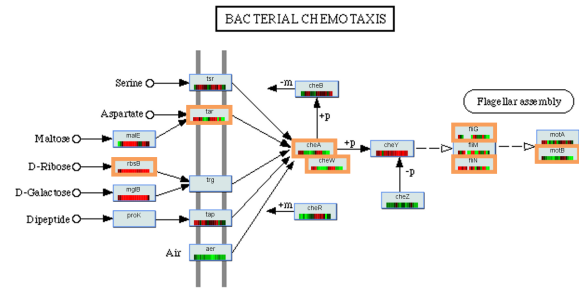 BACTERIAL CHEMOTAXIS
Serine
tsr
-m
cheB
Aspartate
tar
+p
Flagellar assembly
Maltose
malE
cheA
+p
cheY
fliG
fliM
fliN
motA
motB
cheW
D-Ribose
rbsB
trg
-p
D-Galactose
mglB
cheZ
Dipeptide
tap
+m
cheR
Air
aer